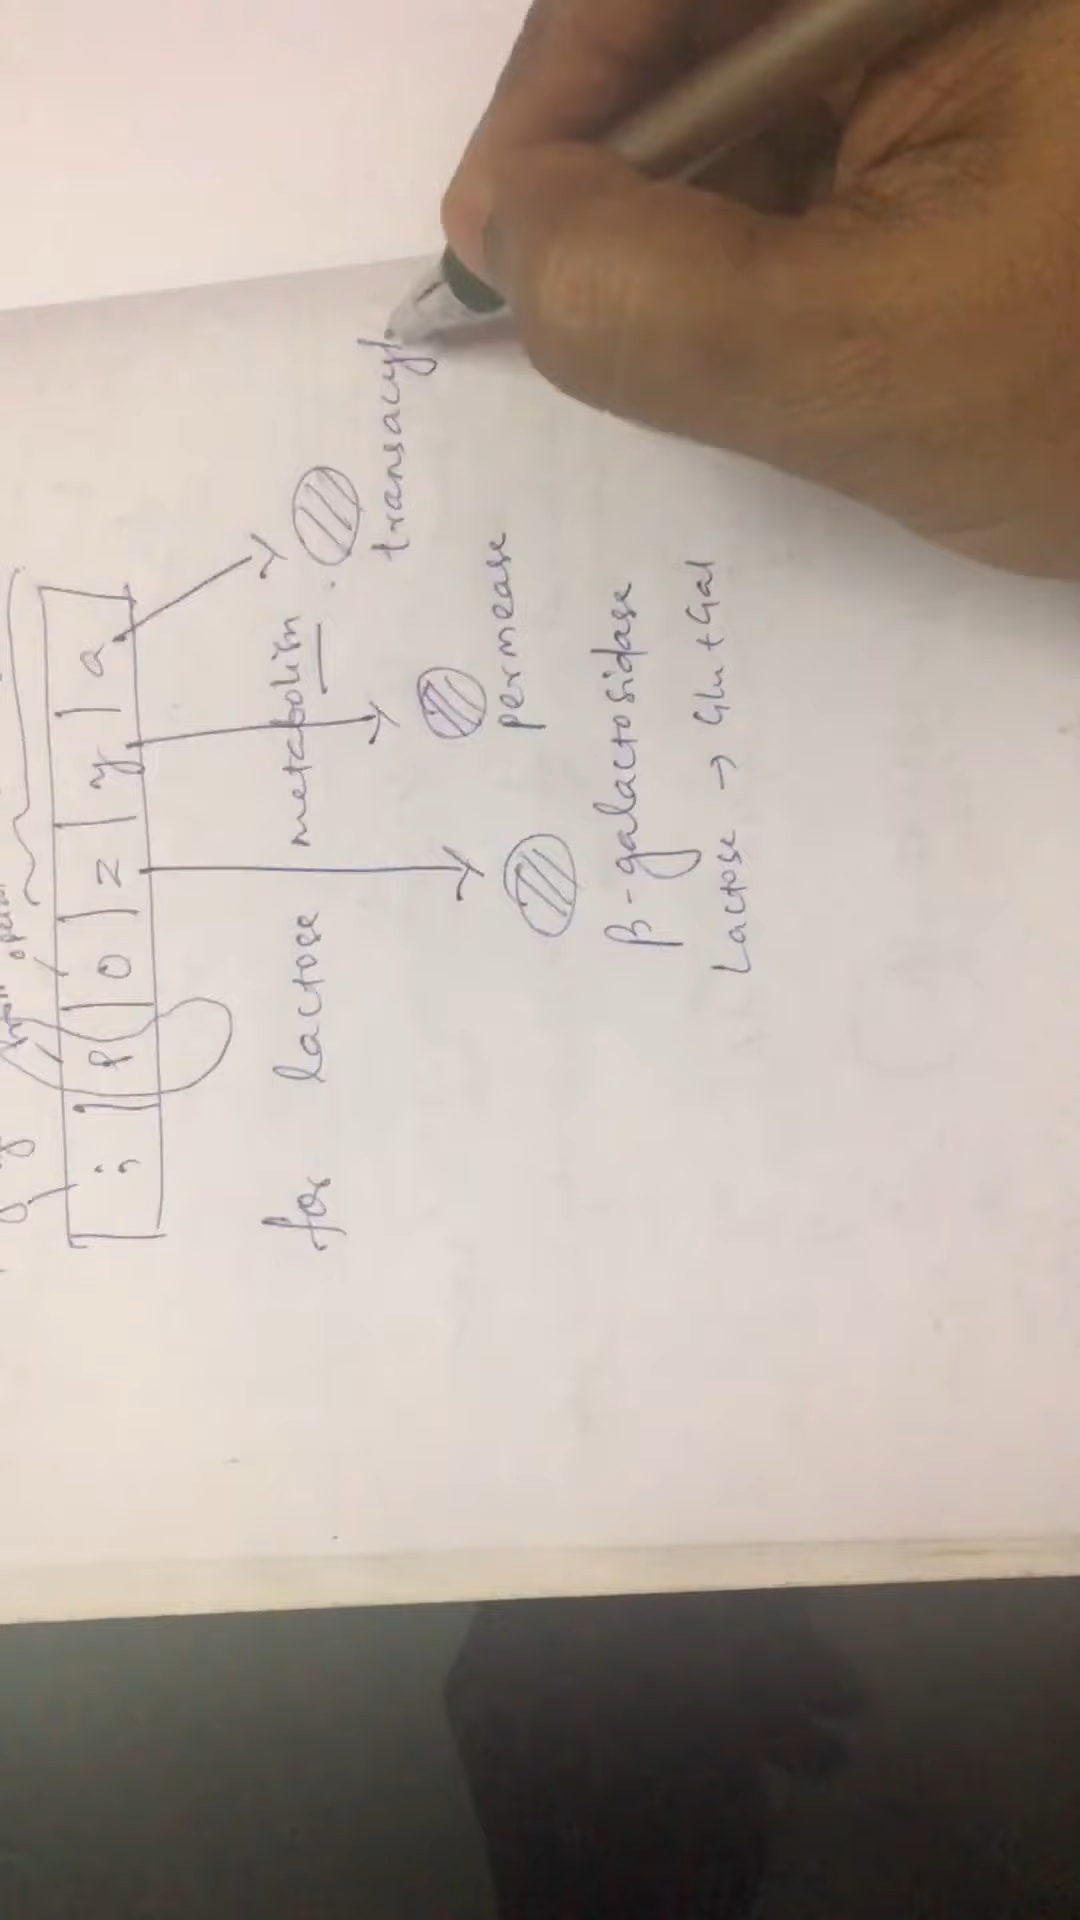 i P O z y a
for lactose metabolism.
transacyl
permease
β-galactosidase
Lactose → Glu + Gal